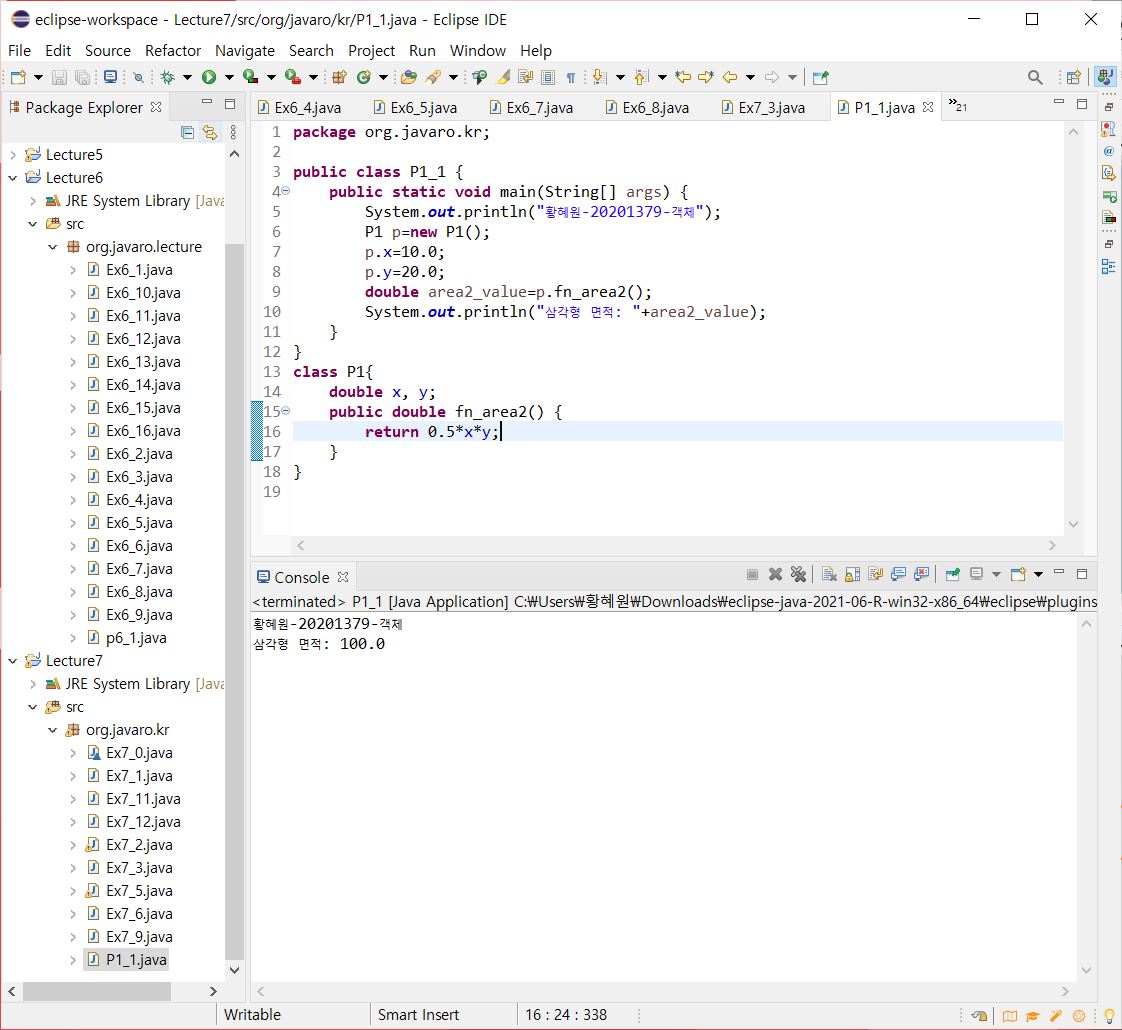 eclipse-workspace - Lecture7/src/org/javaro/kr/P1_1.java - Eclipse IDE
File Edit Source Refactor Navigate Search Project Run Window Help
Package Explorer
Lecture5
Lecture6
JRE System Library [Java
src
org.javaro.lecture
Ex6_1.java
Ex6_10.java
Ex6_11.java
Ex6_12.java
Ex6_13.java
Ex6_14.java
Ex6_15.java
Ex6_16.java
Ex6_2.java
Ex6_3.java
Ex6_4.java
Ex6_5.java
Ex6_6.java
Ex6_7.java
Ex6_8.java
Ex6_9.java
p6_1.java
Lecture7
JRE System Library [Java
src
org.javaro.kr
Ex7_0.java
Ex7_1.java
Ex7_11.java
Ex7_12.java
Ex7_2.java
Ex7_3.java
Ex7_5.java
Ex7_6.java
Ex7_9.java
P1_1.java
Ex6_4.java Ex6_5.java Ex6_7.java Ex6_8.java Ex7_3.java P1_1.java »21
1 package org.javaro.kr;
2
3 public class P1_1 {
4 public static void main(String[] args) {
5 System.out.println("황혜원-20201379-객체");
6 P1 p=new P1();
7 p.x=10.0;
8 p.y=20.0;
9 double area2_value=p.fn_area2();
10 System.out.println("삼각형 면적: "+area2_value);
11 }
12 }
13 class P1{
14 double x, y;
15 public double fn_area2() {
16 return 0.5*x*y;
17 }
18 }
19
Console
<terminated> P1_1 [Java Application] C:₩Users₩황혜원₩Downloads₩eclipse-java-2021-06-R-win32-x86_64₩eclipse₩plugins
황혜원-20201379-객체
삼각형 면적: 100.0
Writable Smart Insert 16 : 24 : 338